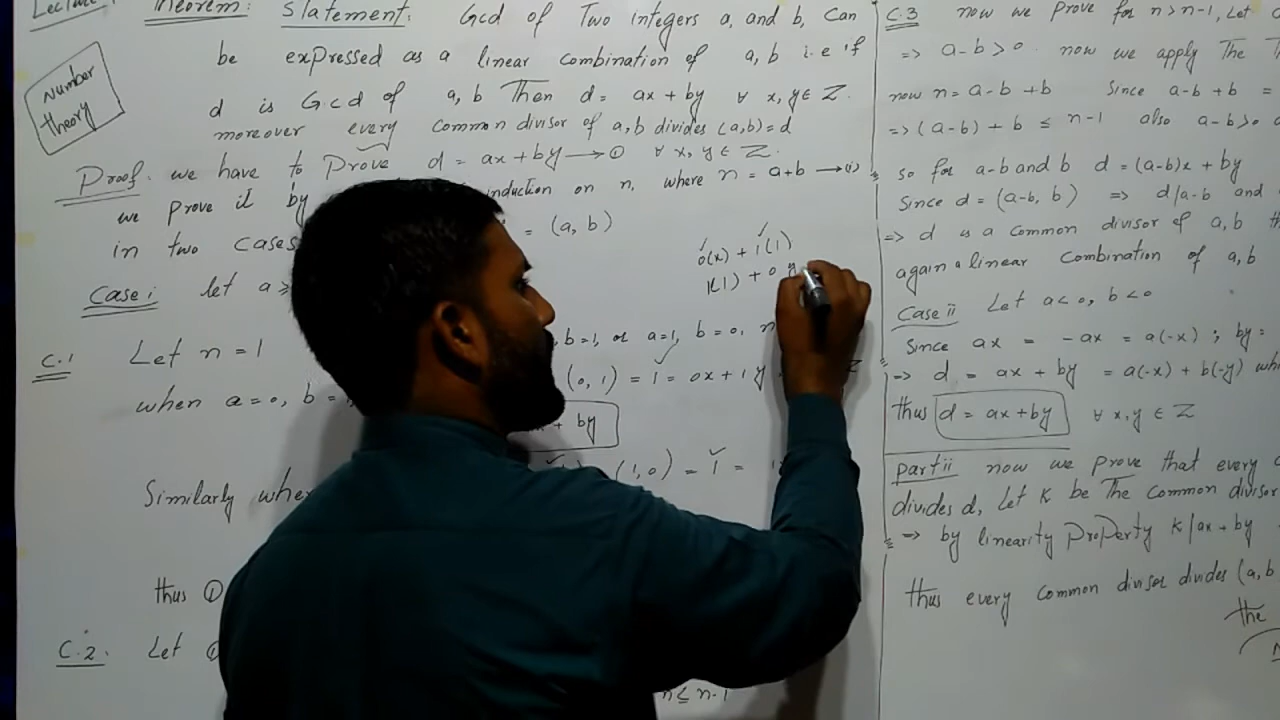 Lecture
Theorem: Statement: Gcd of Two integers a, and b, can
be expressed as a linear combination of a, b i.e if
d is Gcd of a, b Then d = ax + by ∀ x, y ∈ Z.
moreover every common divisor of a, b divides (a, b) = d
Number
theory
Proof. we have to prove d = ax + by → ① ∀ x, y ∈ Z.
we prove it by induction on n, where n = a+b → (i)
in two cases = (a, b)
0(x) + 1(1)
1(1) + 0 y
Case i let a ≥
C.1 Let n = 1 b=1, or a=1, b=0, n
when a=0, b = (0, 1) = 1 = 0x + 1y Z
by
Similarly when (1, 0) = 1 =
thus ①
C.2. Let
n ≤ n-1
C.3 now we prove for n > n-1, Let
=> a-b > 0. now we apply The
now n = a-b+b Since a-b+b =
=> (a-b) + b ≤ n-1 also a-b > 0
so for a-b and b d = (a-b)x + by
Since d = (a-b, b) => d/a-b and
=> d is a common divisor of a, b
again a linear combination of a, b
Case ii Let a<0, b<0
Since ax = -ax = a(-x) ; by =
=> d = ax + by = a(-x) + b(-y)
thus d = ax+by ∀ x, y ∈ Z
part ii now we prove that every
divides d, Let K be The common divisor
=> by linearity Property K/ax+by
thus every common divisor divides (a, b
the